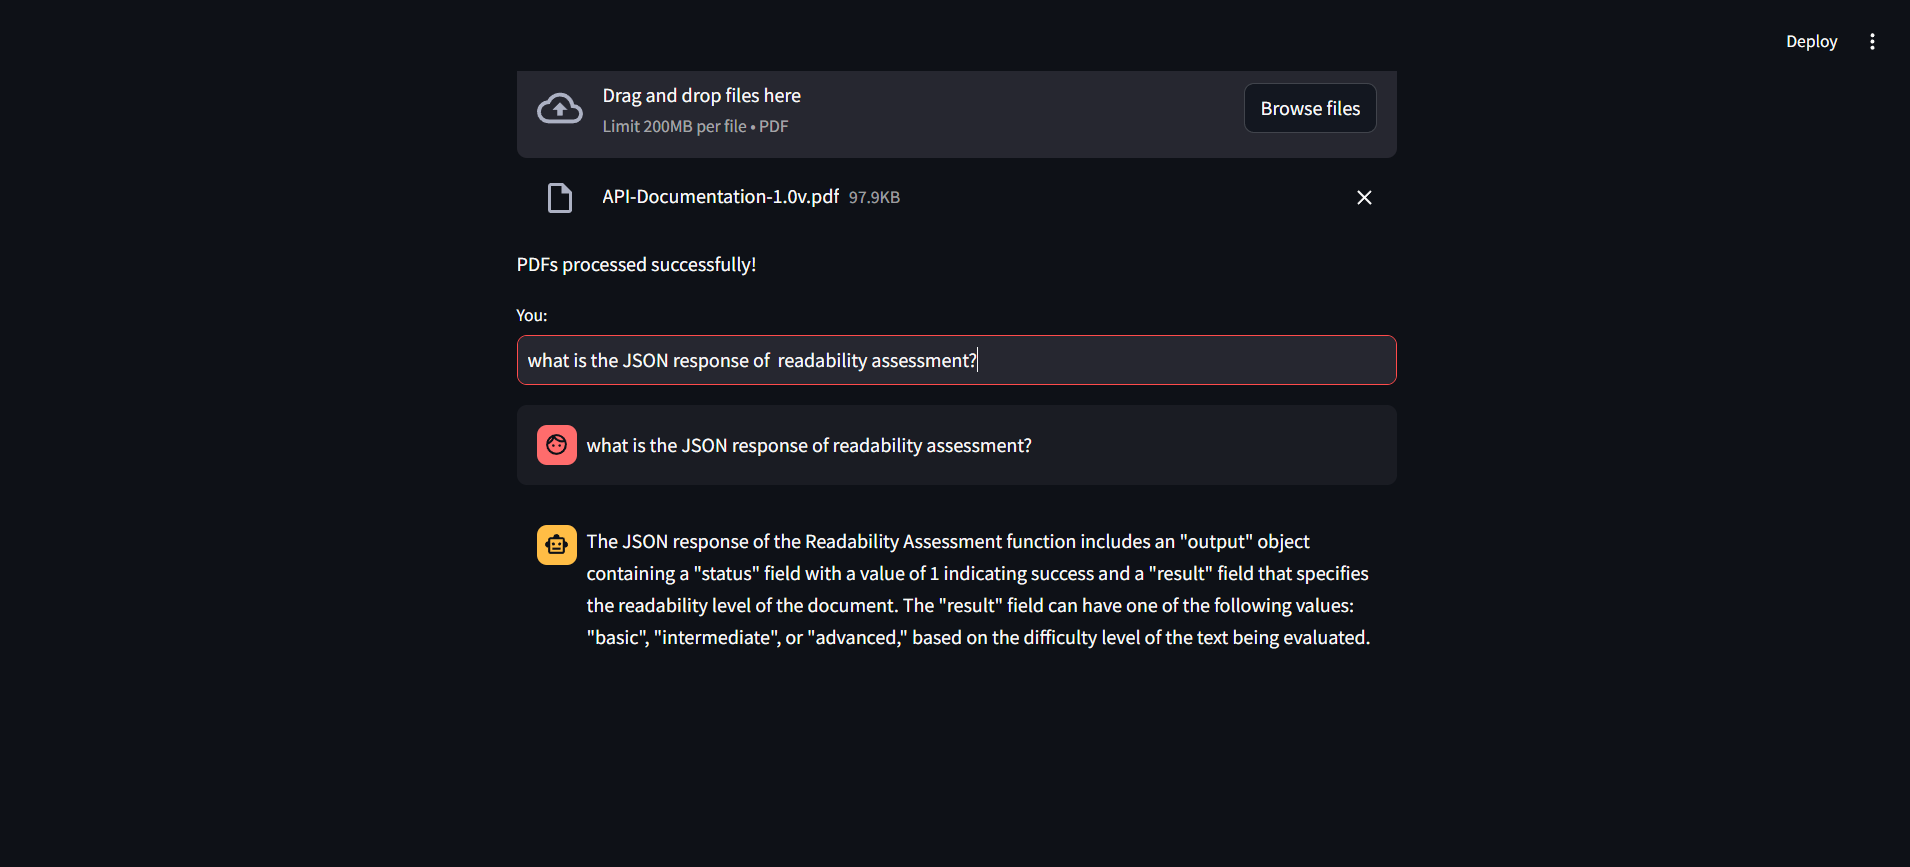 Deploy
Drag and drop files here
Limit 200MB per file • PDF
Browse files
API-Documentation-1.0v.pdf 97.9KB
PDFs processed successfully!
You:
what is the JSON response of  readability assessment?
what is the JSON response of readability assessment?
The JSON response of the Readability Assessment function includes an "output" object
containing a "status" field with a value of 1 indicating success and a "result" field that specifies
the readability level of the document. The "result" field can have one of the following values:
"basic", "intermediate", or "advanced," based on the difficulty level of the text being evaluated.